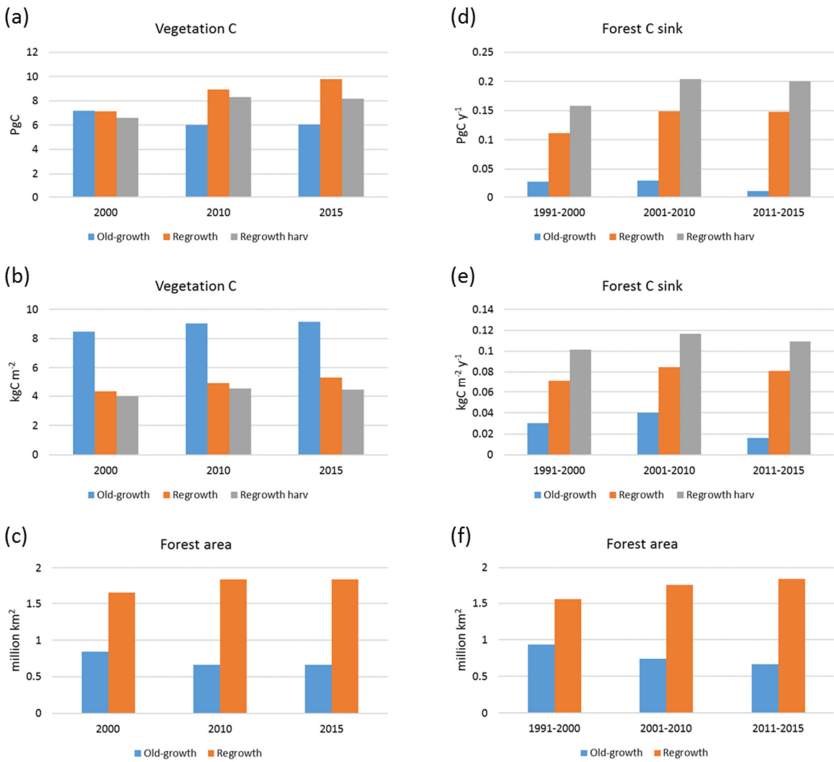 (a)
Vegetation C
12
10
8
6
4
2
0
PgC
2000 2010 2015
Old-growth Regrowth Regrowth harv
(b)
Vegetation C
10
8
6
4
2
0
kgC m⁻²
2000 2010 2015
Old-growth Regrowth Regrowth harv
(c)
Forest area
2
1.5
1
0.5
0
million km²
2000 2010 2015
Old-growth Regrowth
(d)
Forest C sink
0.25
0.2
0.15
0.1
0.05
0
PgC y⁻¹
1991-2000 2001-2010 2011-2015
Old-growth Regrowth Regrowth harv
(e)
Forest C sink
0.14
0.12
0.1
0.08
0.06
0.04
0.02
0
kgC m⁻² y⁻¹
1991-2000 2001-2010 2011-2015
Old-growth Regrowth Regrowth harv
(f)
Forest area
2
1.5
1
0.5
0
million km²
1991-2000 2001-2010 2011-2015
Old-growth Regrowth